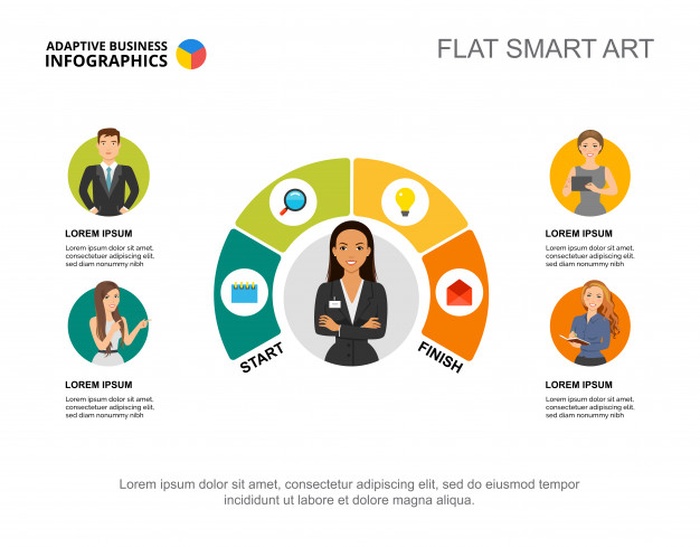 ADAPTIVE BUSINESS
INFOGRAPHICS
FLAT SMART ART
LOREM IPSUM
Lorem ipsum dolor sit amet,
consectetur adipiscing elit,
sed diam nonummy nibh
LOREM IPSUM
Lorem ipsum dolor sit amet,
consectetur adipiscing elit,
sed diam nonummy nibh
START
FINISH
LOREM IPSUM
Lorem ipsum dolor sit amet,
consectetur adipiscing elit,
sed diam nonummy nibh
LOREM IPSUM
Lorem ipsum dolor sit amet,
consectetur adipiscing elit,
sed diam nonummy nibh
Lorem ipsum dolor sit amet, consectetur adipiscing elit, sed do eiusmod tempor
incididunt ut labore et dolore magna aliqua.